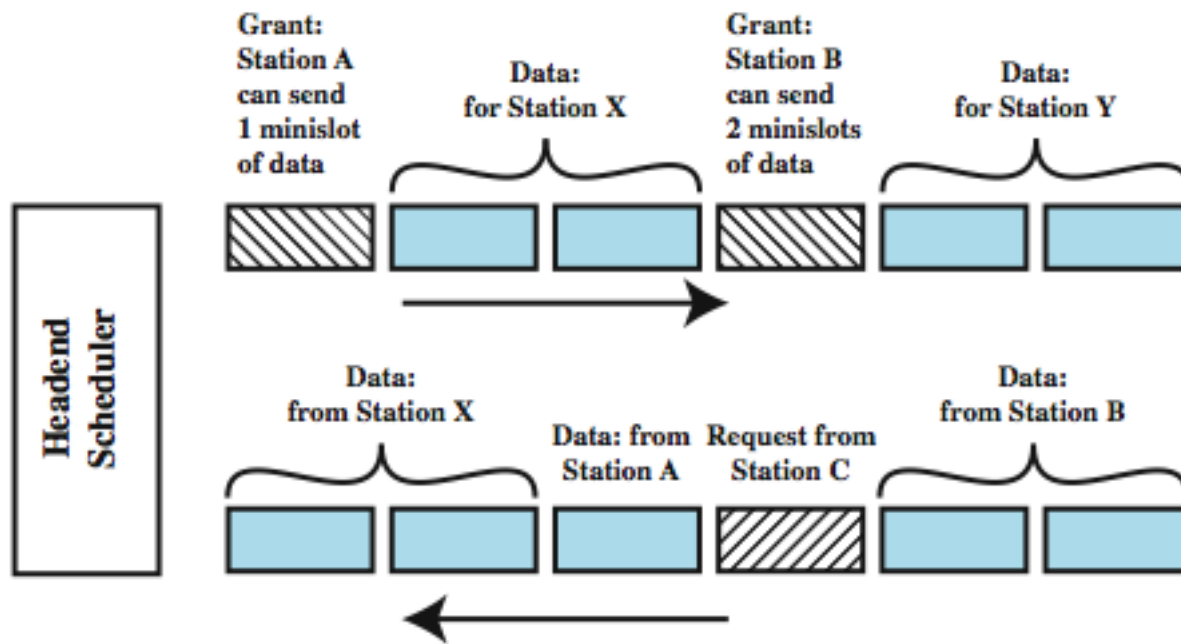 Grant:
Station A
can send
1 minislot
of data
Data:
for Station X
Grant:
Station B
can send
2 minislots
of data
Data:
for Station Y
Headend
Scheduler
Data:
from Station X
Data: from
Station A
Request from
Station C
Data:
from Station B